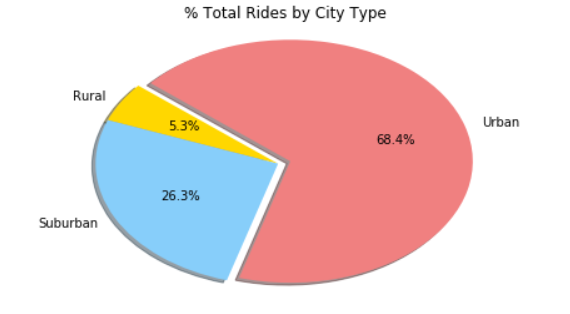 % Total Rides by City Type
Rural
5.3%
Urban
68.4%
26.3%
Suburban